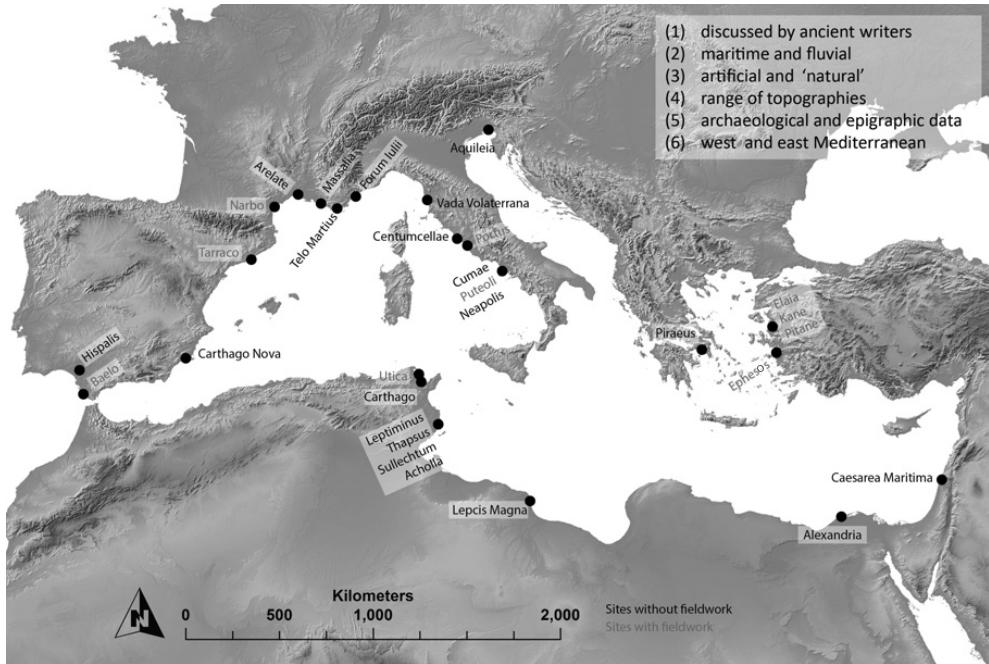 (1) discussed by ancient writers
(2) maritime and fluvial
(3) artificial and ‘natural’
(4) range of topographies
(5) archaeological and epigraphic data
(6) west and east Mediterranean
Aquileia
Arelate
Massalia
Forum Iulii
Narbo
Telo Martius
Vada Volaterrana
Tarraco
Centumcellae
Portus
Cumae
Puteoli
Neapolis
Elaia
Kane
Pitane
Piraeus
Ephesos
Hispalis
Baelo
Carthago Nova
Utica
Carthago
Leptiminus
Thapsus
Sullechtum
Acholla
Caesarea Maritima
Lepcis Magna
Alexandria
N
Kilometers
0 500 1,000 2,000
Sites without fieldwork
Sites with fieldwork